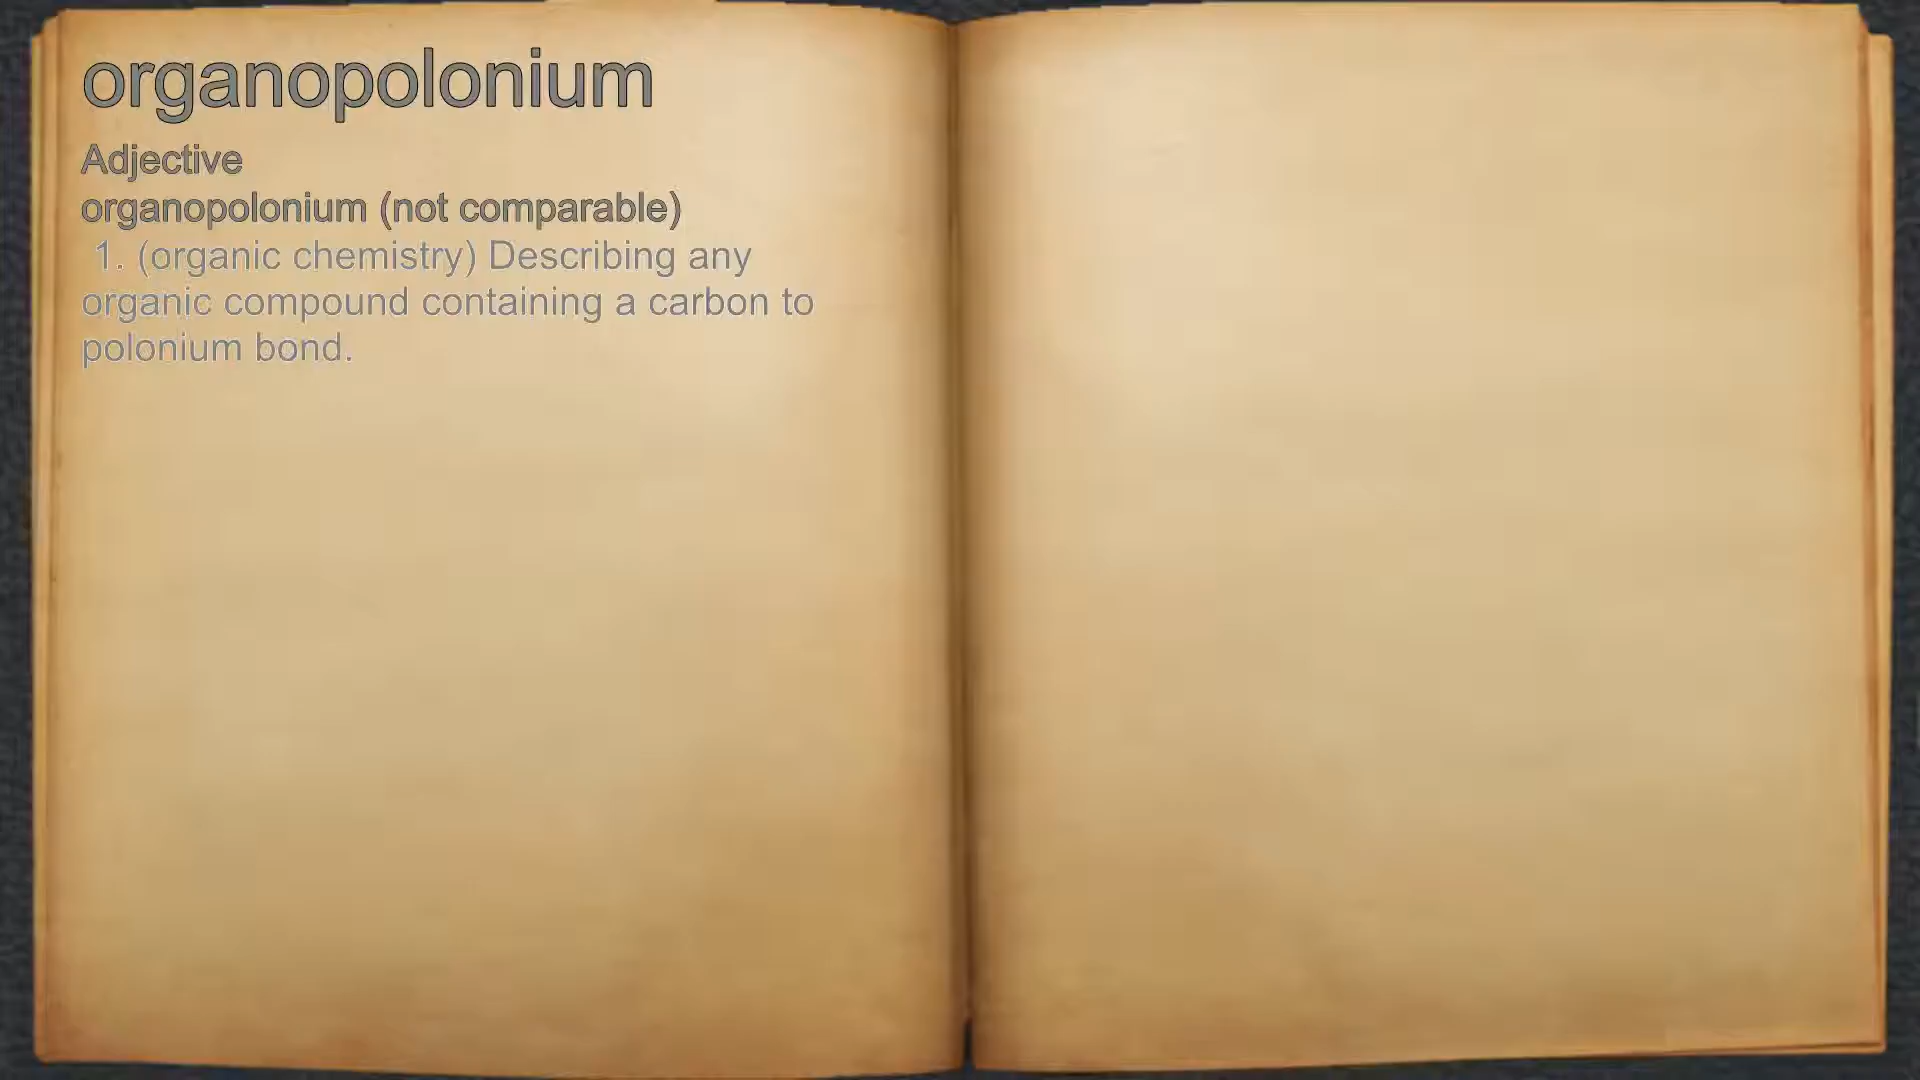 organopolonium
Adjective
organopolonium (not comparable)
1. (organic chemistry) Describing any
organic compound containing a carbon to
polonium bond.